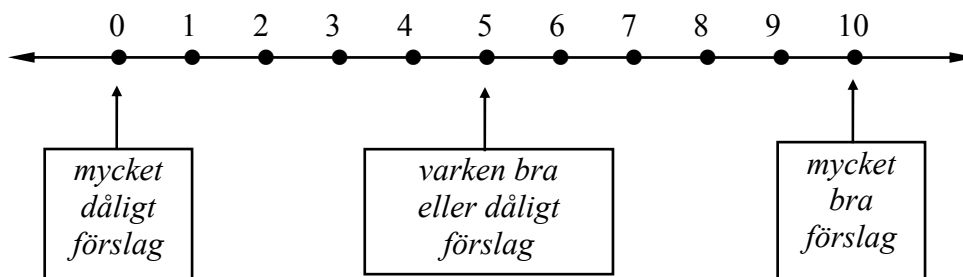 0 1 2 3 4 5 6 7 8 9 10
mycket
dåligt
förslag
varken bra
eller dåligt
förslag
mycket
bra
förslag